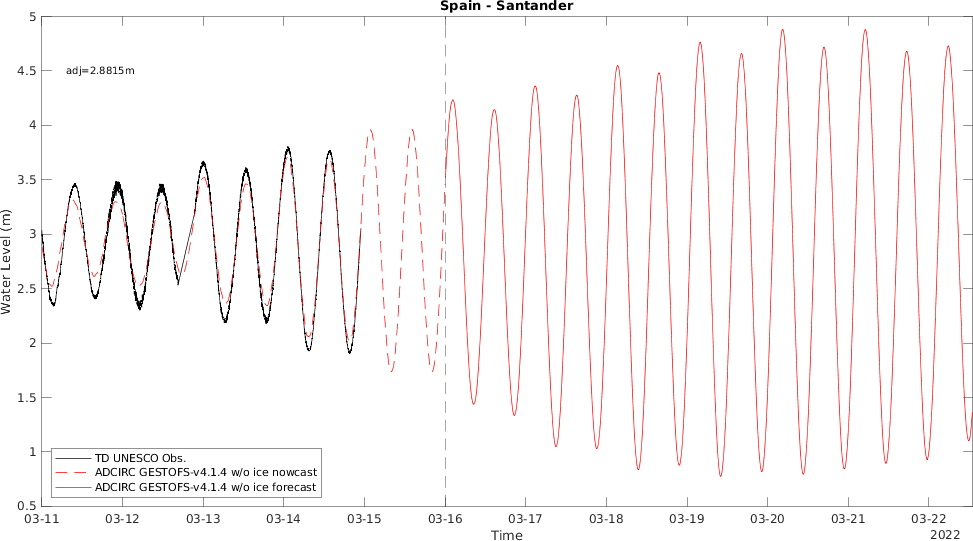 Spain - Santander
adj=2.8815m
Water Level (m)
5
4.5
4
3.5
3
2.5
2
1.5
1
0.5
TD UNESCO Obs.
ADCIRC GESTOFS-v4.1.4 w/o ice nowcast
ADCIRC GESTOFS-v4.1.4 w/o ice forecast
03-11 03-12 03-13 03-14 03-15 03-16 03-17 03-18 03-19 03-20 03-21 03-22
2022
Time